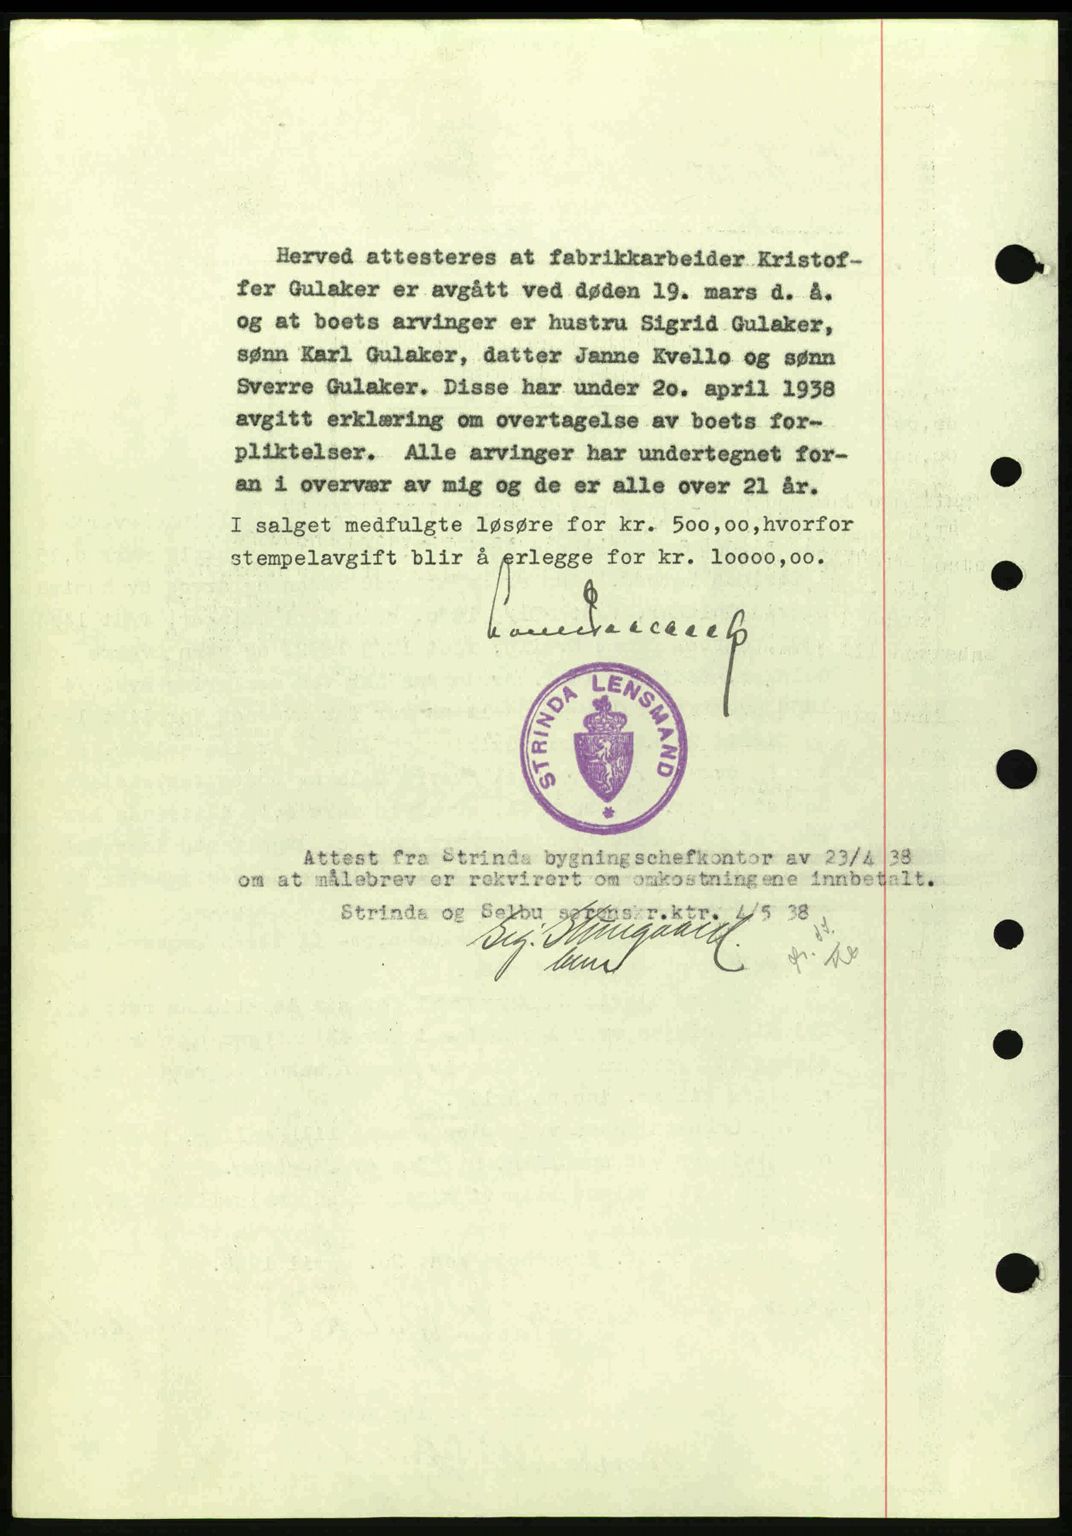 Herved attesteres at fabrikkarbeider Kristof-
fer Gulaker er avgått ved døden 19. mars d. å.
og at boets arvinger er hustru Sigrid Gulaker,
sønn Karl Gulaker, datter Janne Kvello og sønn
Sverre Gulaker. Disse har under 2o. april 1938
avgitt erklæring om overtagelse av boets for-
pliktelser. Alle arvinger har undertegnet for-
an i overvær av mig og de er alle over 21 år.
I salget medfulgte løsøre for kr. 5oo,oo,hvorfor
stempelavgift blir å erlegge for kr. 1oooo,oo.
STRINDA LENSMAND
Attest fra Strinda bygningschefkontor av 23/4 38
om at målebrev er rekvirert om omkostningene innbetalt.
Strinda og Selbu sorenskr.ktr. 4/5 38